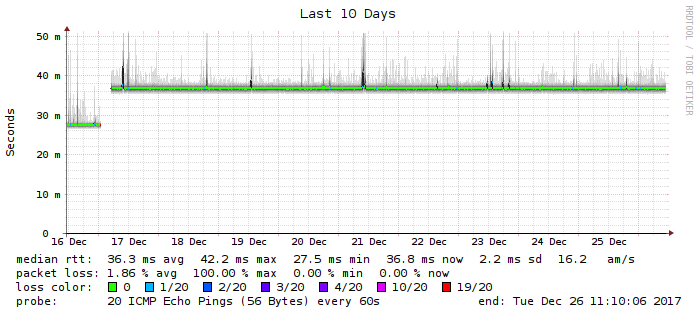 Last 10 Days
RRDTOOL / TOBI OETIKER
Seconds
50 m
40 m
30 m
20 m
10 m
0
16 Dec 17 Dec 18 Dec 19 Dec 20 Dec 21 Dec 22 Dec 23 Dec 24 Dec 25 Dec
median rtt: 36.3 ms avg 42.2 ms max 27.5 ms min 36.8 ms now 2.2 ms sd 16.2 am/s
packet loss: 1.86 % avg 100.00 % max 0.00 % min 0.00 % now
loss color: 0 1/20 2/20 3/20 4/20 10/20 19/20
probe: 20 ICMP Echo Pings (56 Bytes) every 60s end: Tue Dec 26 11:10:06 2017